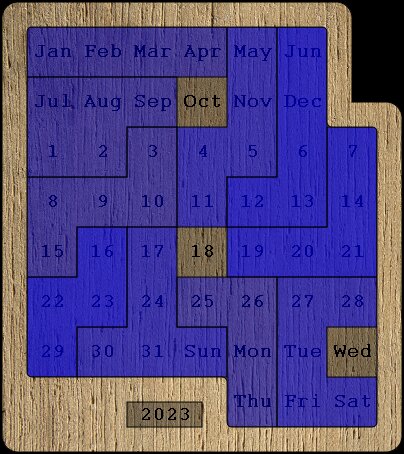 Jan Feb Mar Apr May Jun
Jul Aug Sep Oct Nov Dec
1 2 3 4 5 6 7
8 9 10 11 12 13 14
15 16 17 18 19 20 21
22 23 24 25 26 27 28
29 30 31 Sun Mon Tue Wed
Thu Fri Sat
2023